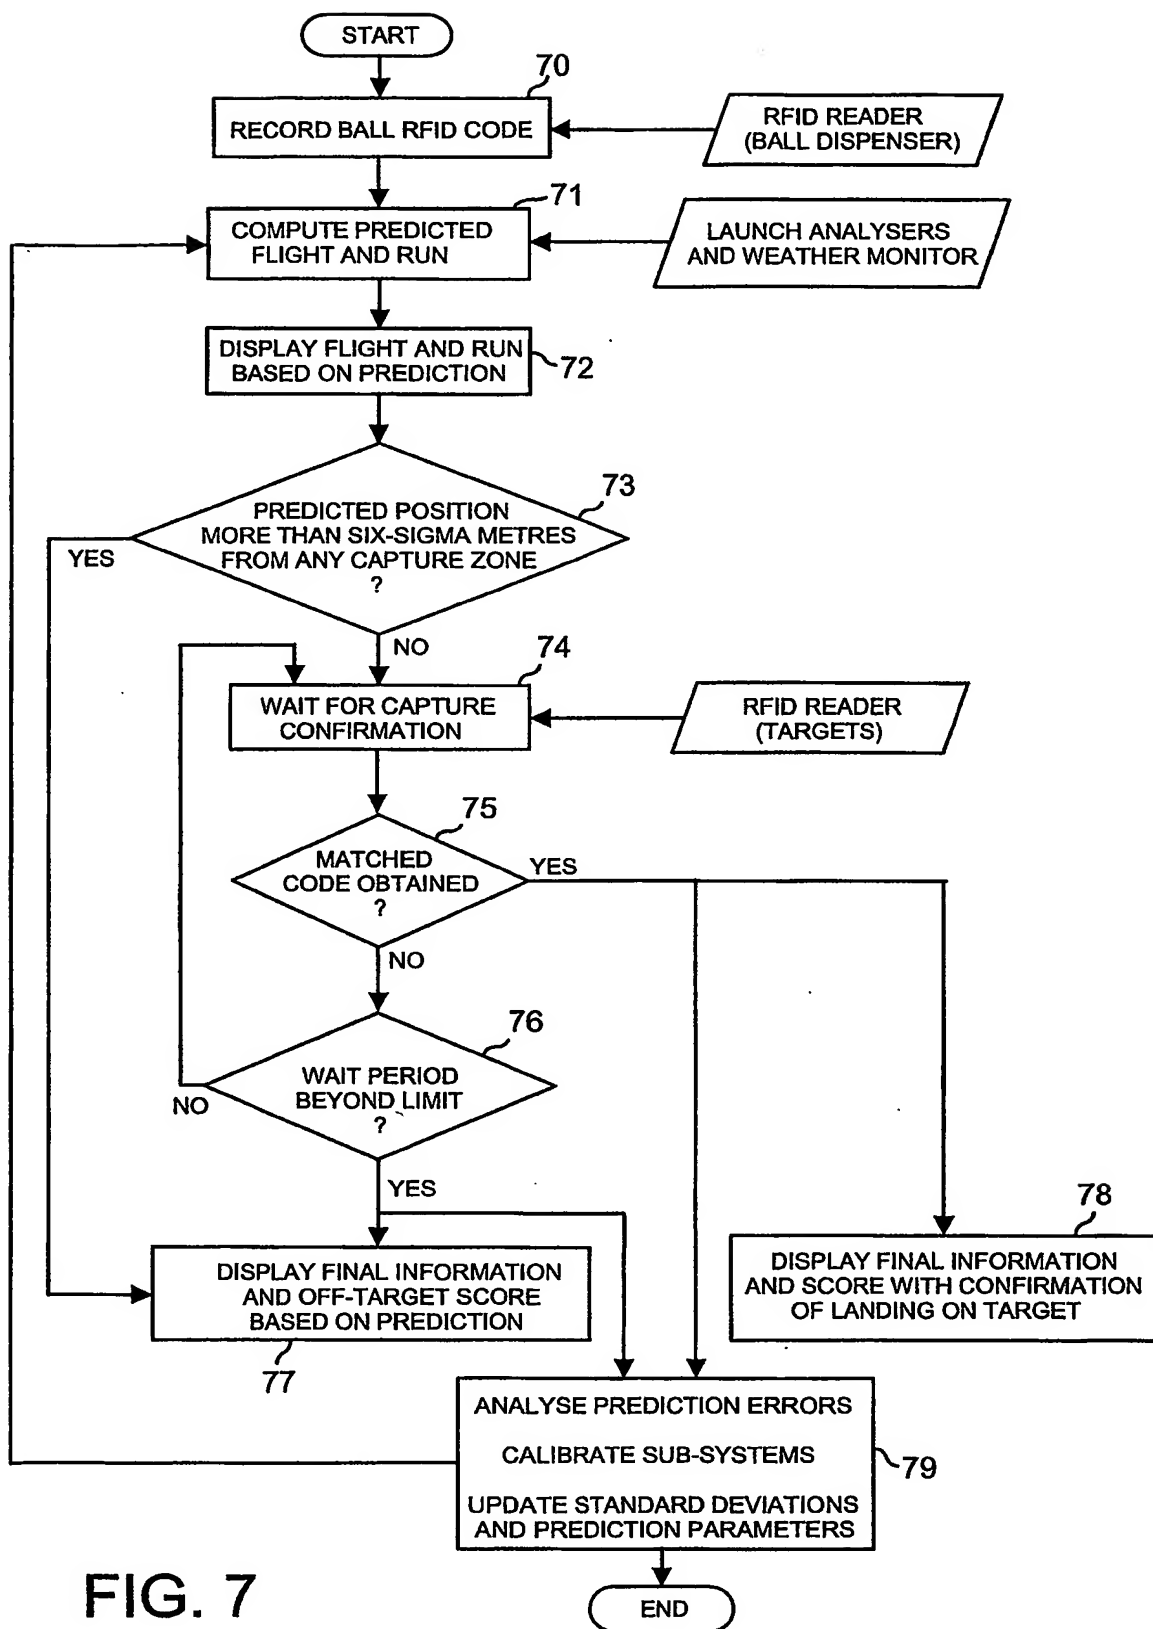 START
70
RECORD BALL RFID CODE
RFID READER
(BALL DISPENSER)
71
COMPUTE PREDICTED
FLIGHT AND RUN
LAUNCH ANALYSERS
AND WEATHER MONITOR
DISPLAY FLIGHT AND RUN
BASED ON PREDICTION
72
73
PREDICTED POSITION
MORE THAN SIX-SIGMA METRES
FROM ANY CAPTURE ZONE
?
YES
NO
74
WAIT FOR CAPTURE
CONFIRMATION
RFID READER
(TARGETS)
75
MATCHED
CODE OBTAINED
?
YES
NO
76
WAIT PERIOD
BEYOND LIMIT
?
NO
YES
78
DISPLAY FINAL INFORMATION
AND OFF-TARGET SCORE
BASED ON PREDICTION
77
DISPLAY FINAL INFORMATION
AND SCORE WITH CONFIRMATION
OF LANDING ON TARGET
ANALYSE PREDICTION ERRORS
CALIBRATE SUB-SYSTEMS
UPDATE STANDARD DEVIATIONS
AND PREDICTION PARAMETERS
79
END
FIG. 7